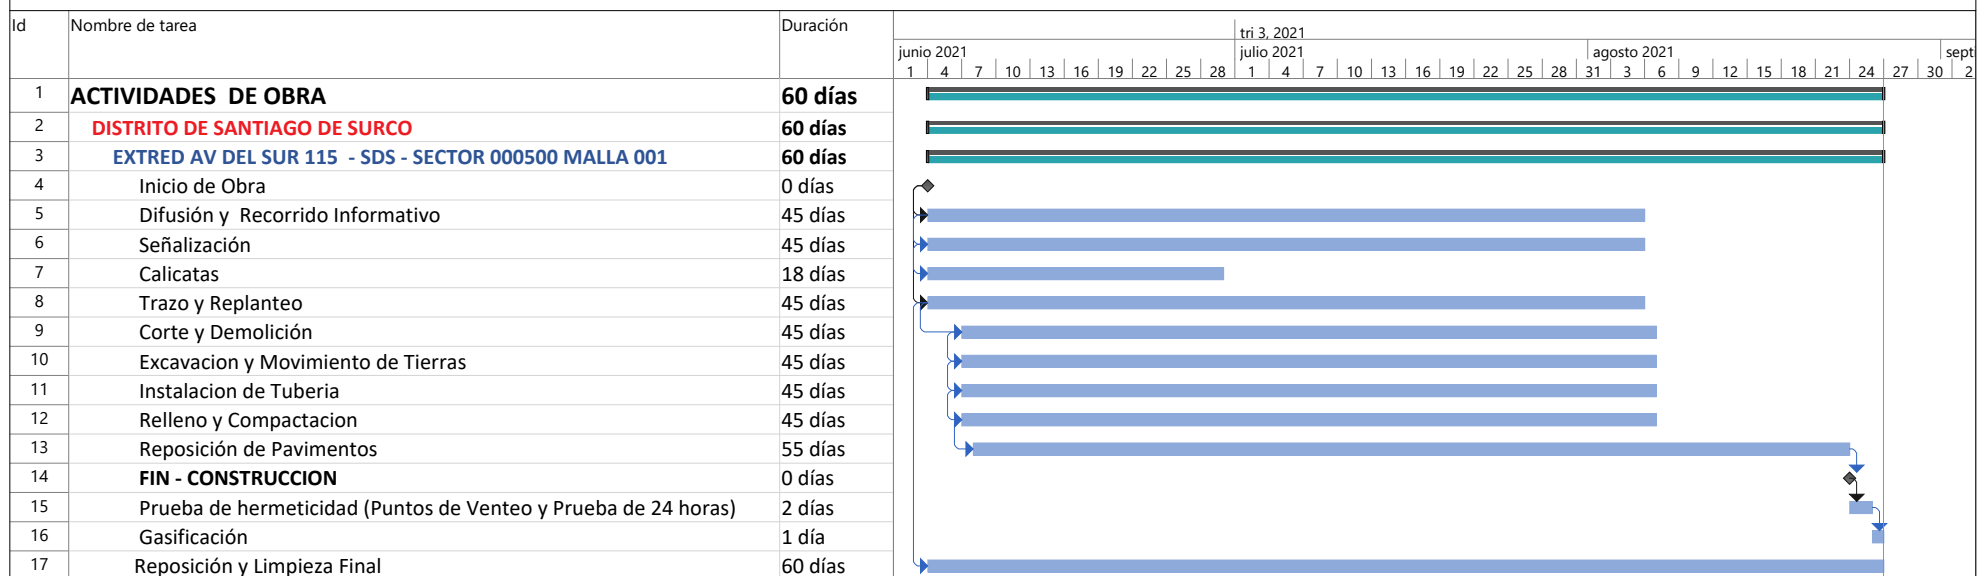 Id Nombre de tarea Duración
tri 3, 2021
junio 2021 julio 2021 agosto 2021 septi
1 4 7 10 13 16 19 22 25 28 1 4 7 10 13 16 19 22 25 28 31 3 6 9 12 15 18 21 24 27 30 2
1 ACTIVIDADES DE OBRA 60 días
2 DISTRITO DE SANTIAGO DE SURCO 60 días
3 EXTRED AV DEL SUR 115 - SDS - SECTOR 000500 MALLA 001 60 días
4 Inicio de Obra 0 días
5 Difusión y Recorrido Informativo 45 días
6 Señalización 45 días
7 Calicatas 18 días
8 Trazo y Replanteo 45 días
9 Corte y Demolición 45 días
10 Excavacion y Movimiento de Tierras 45 días
11 Instalacion de Tuberia 45 días
12 Relleno y Compactacion 45 días
13 Reposición de Pavimentos 55 días
14 FIN - CONSTRUCCION 0 días
15 Prueba de hermeticidad (Puntos de Venteo y Prueba de 24 horas) 2 días
16 Gasificación 1 día
17 Reposición y Limpieza Final 60 días